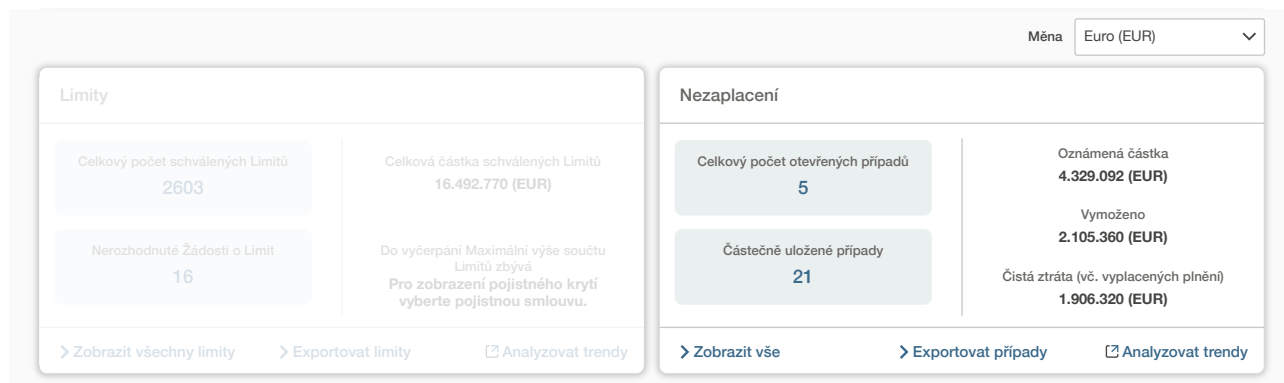 Měna
Euro (EUR)
Limity
Celkový počet schválených Limitů
2603
Celková částka schválených Limitů
16.492.770 (EUR)
Nerozhodnuté Žádosti o Limit
16
Do vyčerpání Maximální výše součtu
Limitů zbývá
Pro zobrazení pojistného krytí
vyberte pojistnou smlouvu.
Zobrazit všechny limity
Exportovat limity
Analyzovat trendy
Nezaplacení
Celkový počet otevřených případů
5
Částečně uložené případy
21
Oznámená částka
4.329.092 (EUR)
Vymoženo
2.105.360 (EUR)
Čistá ztráta (vč. vyplacených plnění)
1.906.320 (EUR)
Zobrazit vše
Exportovat případy
Analyzovat trendy